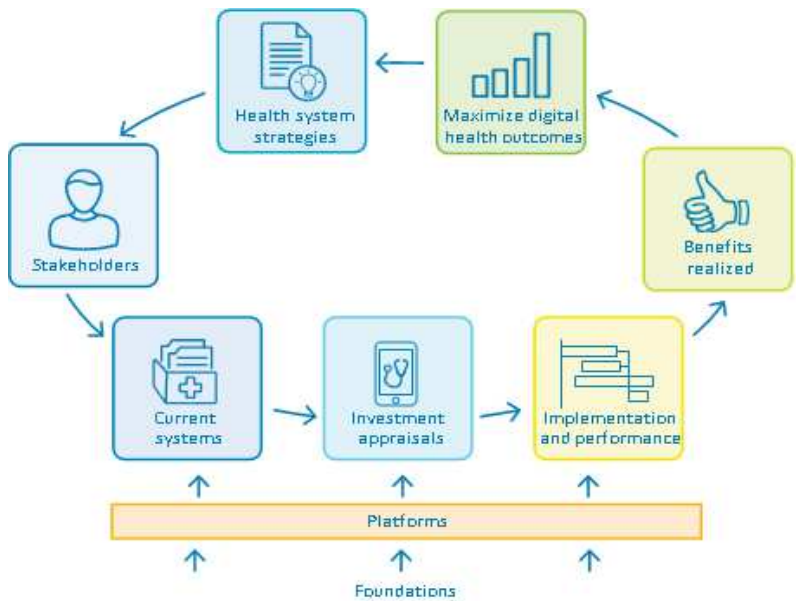 Health system
strategies
Maximize digital
health outcomes
Stakeholders
Benefits
realized
Current
systems
Investment
appraisals
Implementation
and performance
Platforms
Foundations